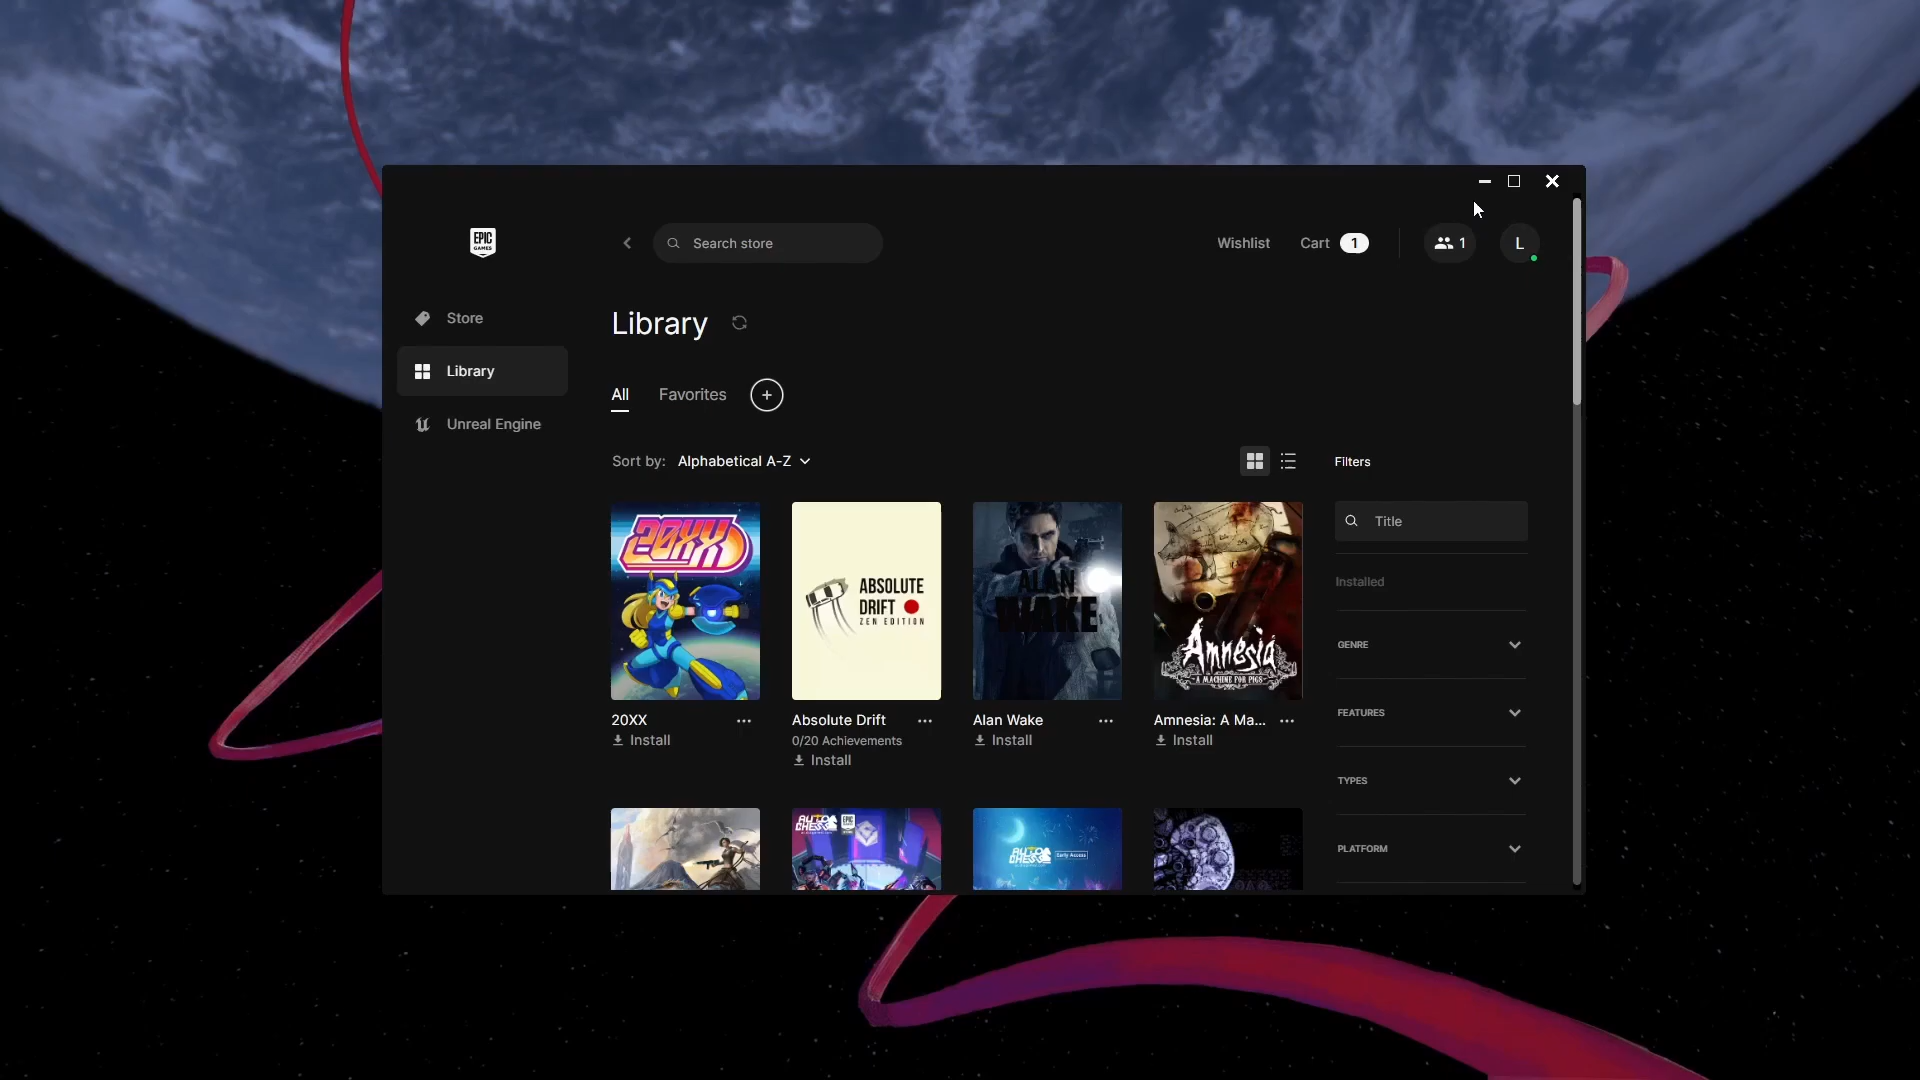 EPIC
GAMES
Search store
Wishlist
Cart 1
1
L
Store
Library
Unreal Engine
Library
All
Favorites
Sort by: Alphabetical A-Z
Filters
Title
Installed
GENRE
FEATURES
TYPES
PLATFORM
20XX
ABSOLUTE
DRIFT
ZEN EDITION
ALAN
WAKE
Amnesia
A MACHINE FOR PIGS
20XX
Install
Absolute Drift
0/20 Achievements
Install
Alan Wake
Install
Amnesia: A Ma...
Install
AUTO
CHESS
EPIC
GAMES
AUTO
CHESS
Early Access